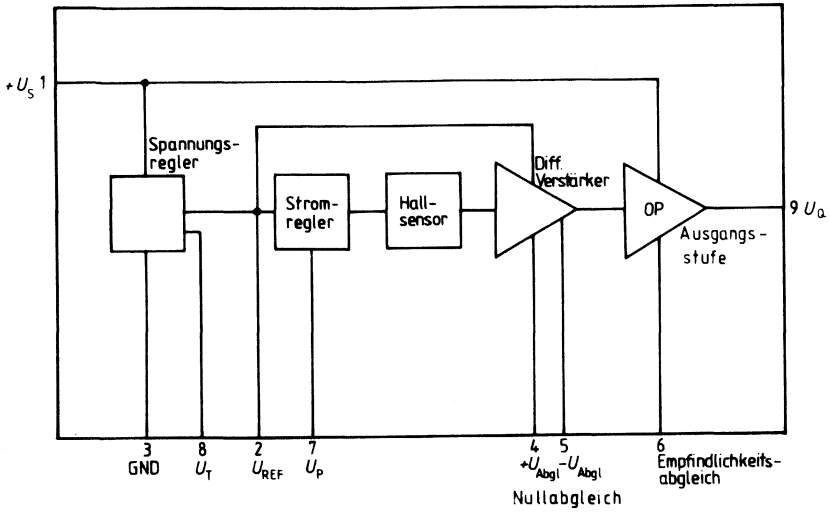 +U_S 1
Spannungs-
regler
Strom-
regler
Hall-
sensor
Diff.
Verstärker
OP
Ausgangs-
stufe
9 U_Q
3 8 2 7 4 5 6
GND U_T U_REF U_P +U_Abgl -U_Abgl Empfindlichkeits-
abgleich
Nullabgleich